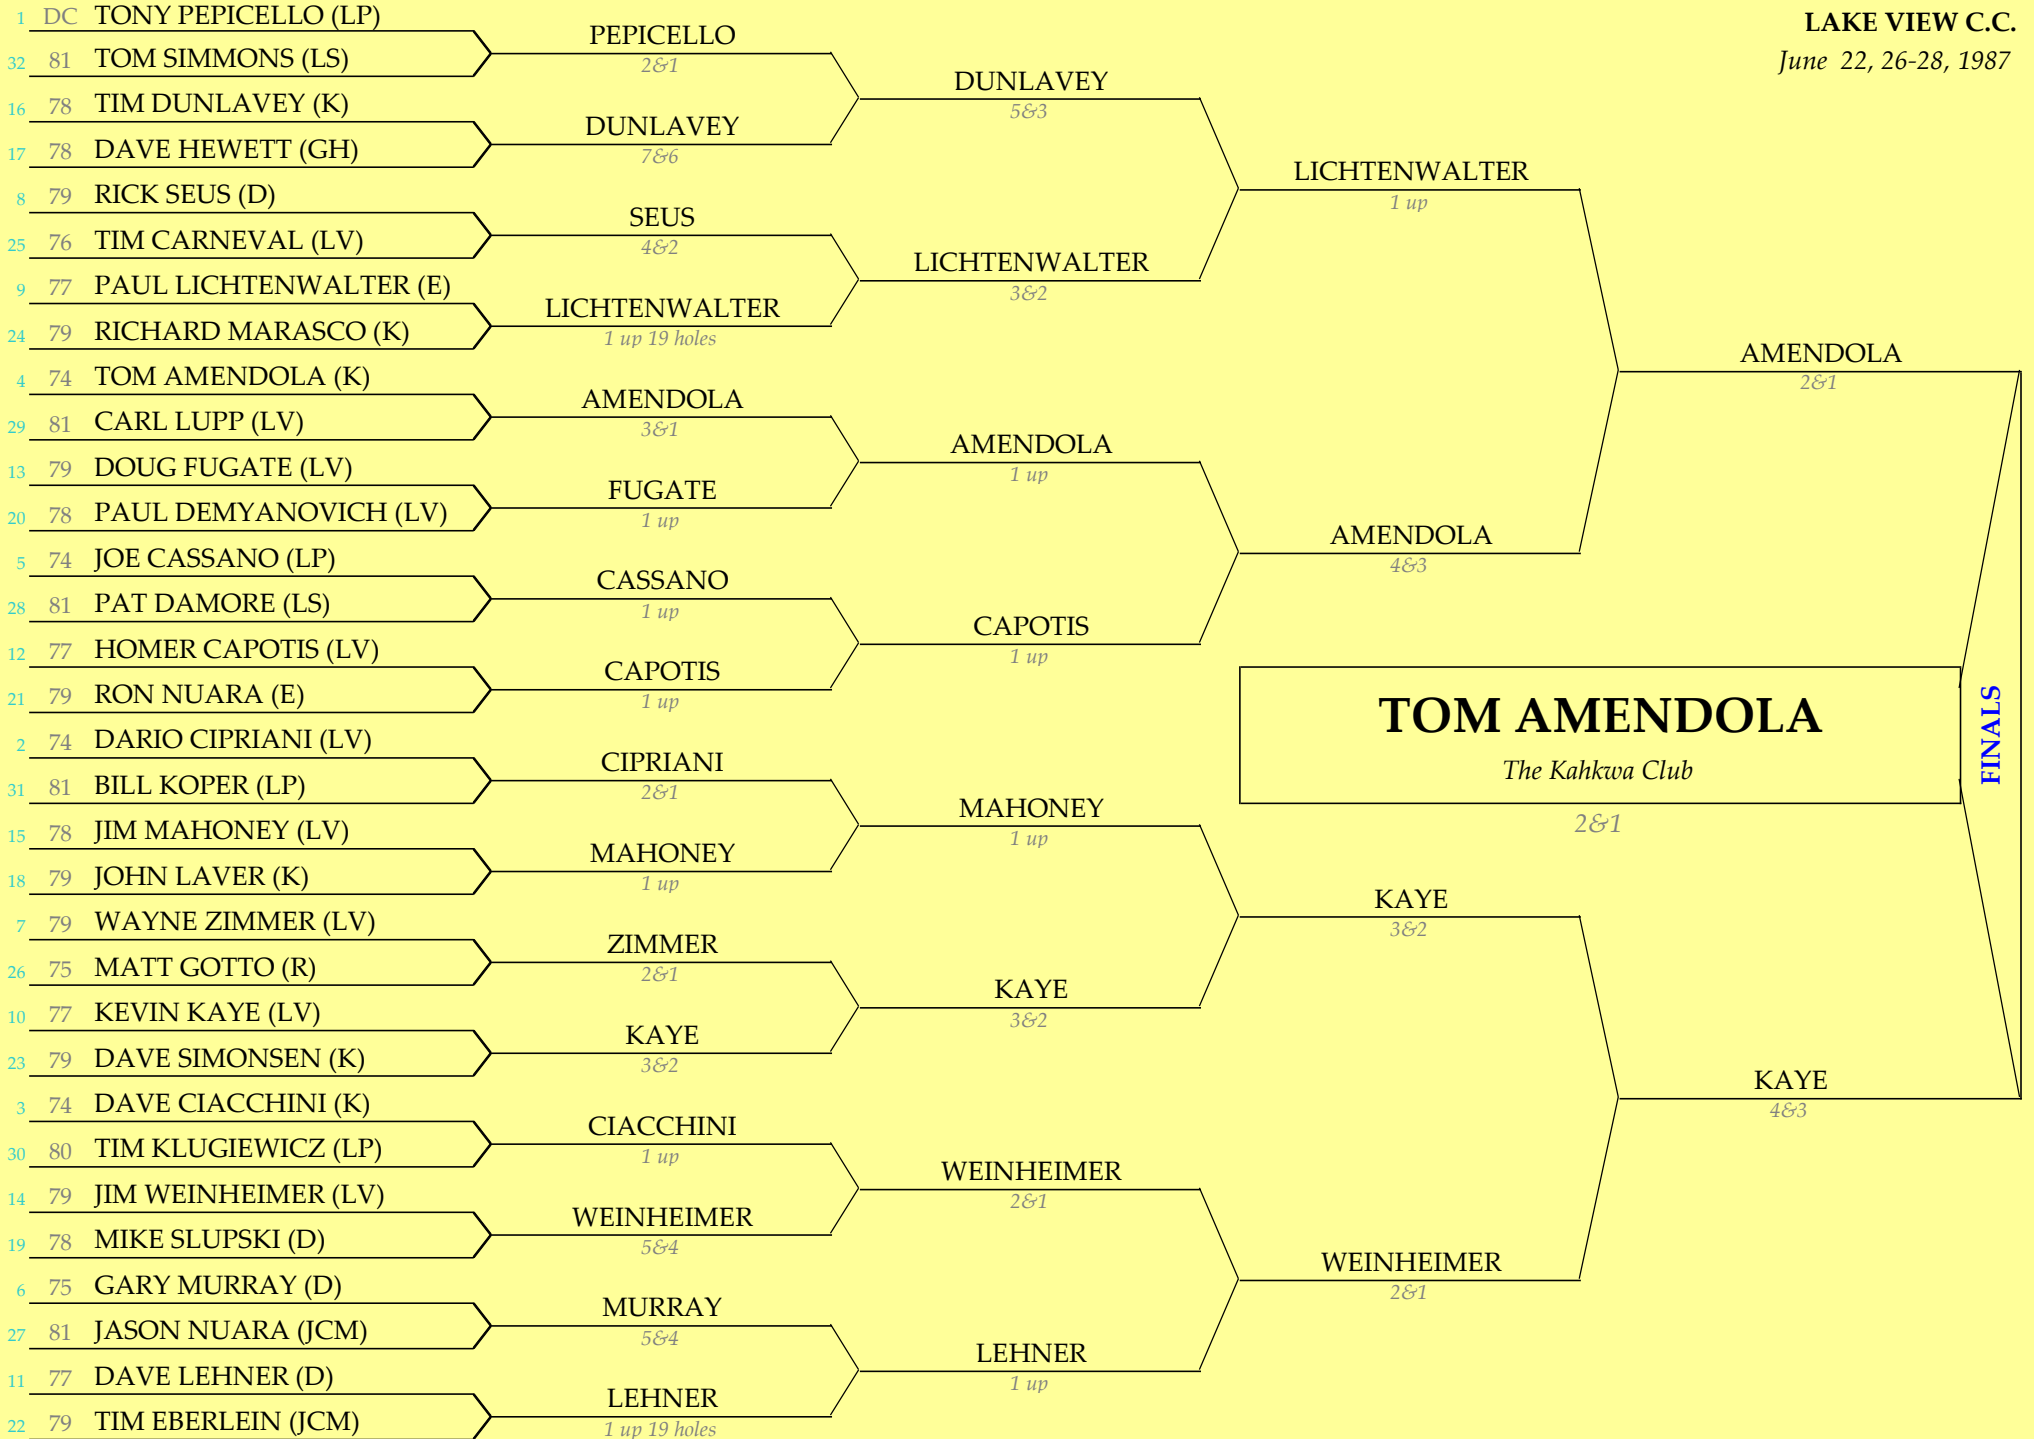 LAKE VIEW C.C.
June 22, 26-28, 1987
1 DC TONY PEPICELLO (LP)
32 81 TOM SIMMONS (LS)
16 78 TIM DUNLAVEY (K)
17 78 DAVE HEWETT (GH)
8 79 RICK SEUS (D)
25 76 TIM CARNEVAL (LV)
9 77 PAUL LICHTENWALTER (E)
24 79 RICHARD MARASCO (K)
4 74 TOM AMENDOLA (K)
29 81 CARL LUPP (LV)
13 79 DOUG FUGATE (LV)
20 78 PAUL DEMYANOVICH (LV)
5 74 JOE CASSANO (LP)
28 81 PAT DAMORE (LS)
12 77 HOMER CAPOTIS (LV)
21 79 RON NUARA (E)
2 74 DARIO CIPRIANI (LV)
31 81 BILL KOPER (LP)
15 78 JIM MAHONEY (LV)
18 79 JOHN LAVER (K)
7 79 WAYNE ZIMMER (LV)
26 75 MATT GOTTO (R)
10 77 KEVIN KAYE (LV)
23 79 DAVE SIMONSEN (K)
3 74 DAVE CIACCHINI (K)
30 80 TIM KLUGIEWICZ (LP)
14 79 JIM WEINHEIMER (LV)
19 78 MIKE SLUPSKI (D)
6 75 GARY MURRAY (D)
27 81 JASON NUARA (JCM)
11 77 DAVE LEHNER (D)
22 79 TIM EBERLEIN (JCM)
PEPICELLO
2&1
DUNLAVEY
7&6
SEUS
4&2
LICHTENWALTER
1 up 19 holes
AMENDOLA
3&1
FUGATE
1 up
CASSANO
1 up
CAPOTIS
1 up
CIPRIANI
2&1
MAHONEY
1 up
ZIMMER
2&1
KAYE
3&2
CIACCHINI
1 up
WEINHEIMER
5&4
MURRAY
5&4
LEHNER
1 up 19 holes
DUNLAVEY
5&3
LICHTENWALTER
3&2
AMENDOLA
1 up
CAPOTIS
1 up
MAHONEY
1 up
KAYE
3&2
WEINHEIMER
2&1
LEHNER
1 up
LICHTENWALTER
1 up
AMENDOLA
4&3
KAYE
3&2
WEINHEIMER
2&1
AMENDOLA
2&1
KAYE
4&3
TOM AMENDOLA
The Kahkwa Club
2&1
FINALS